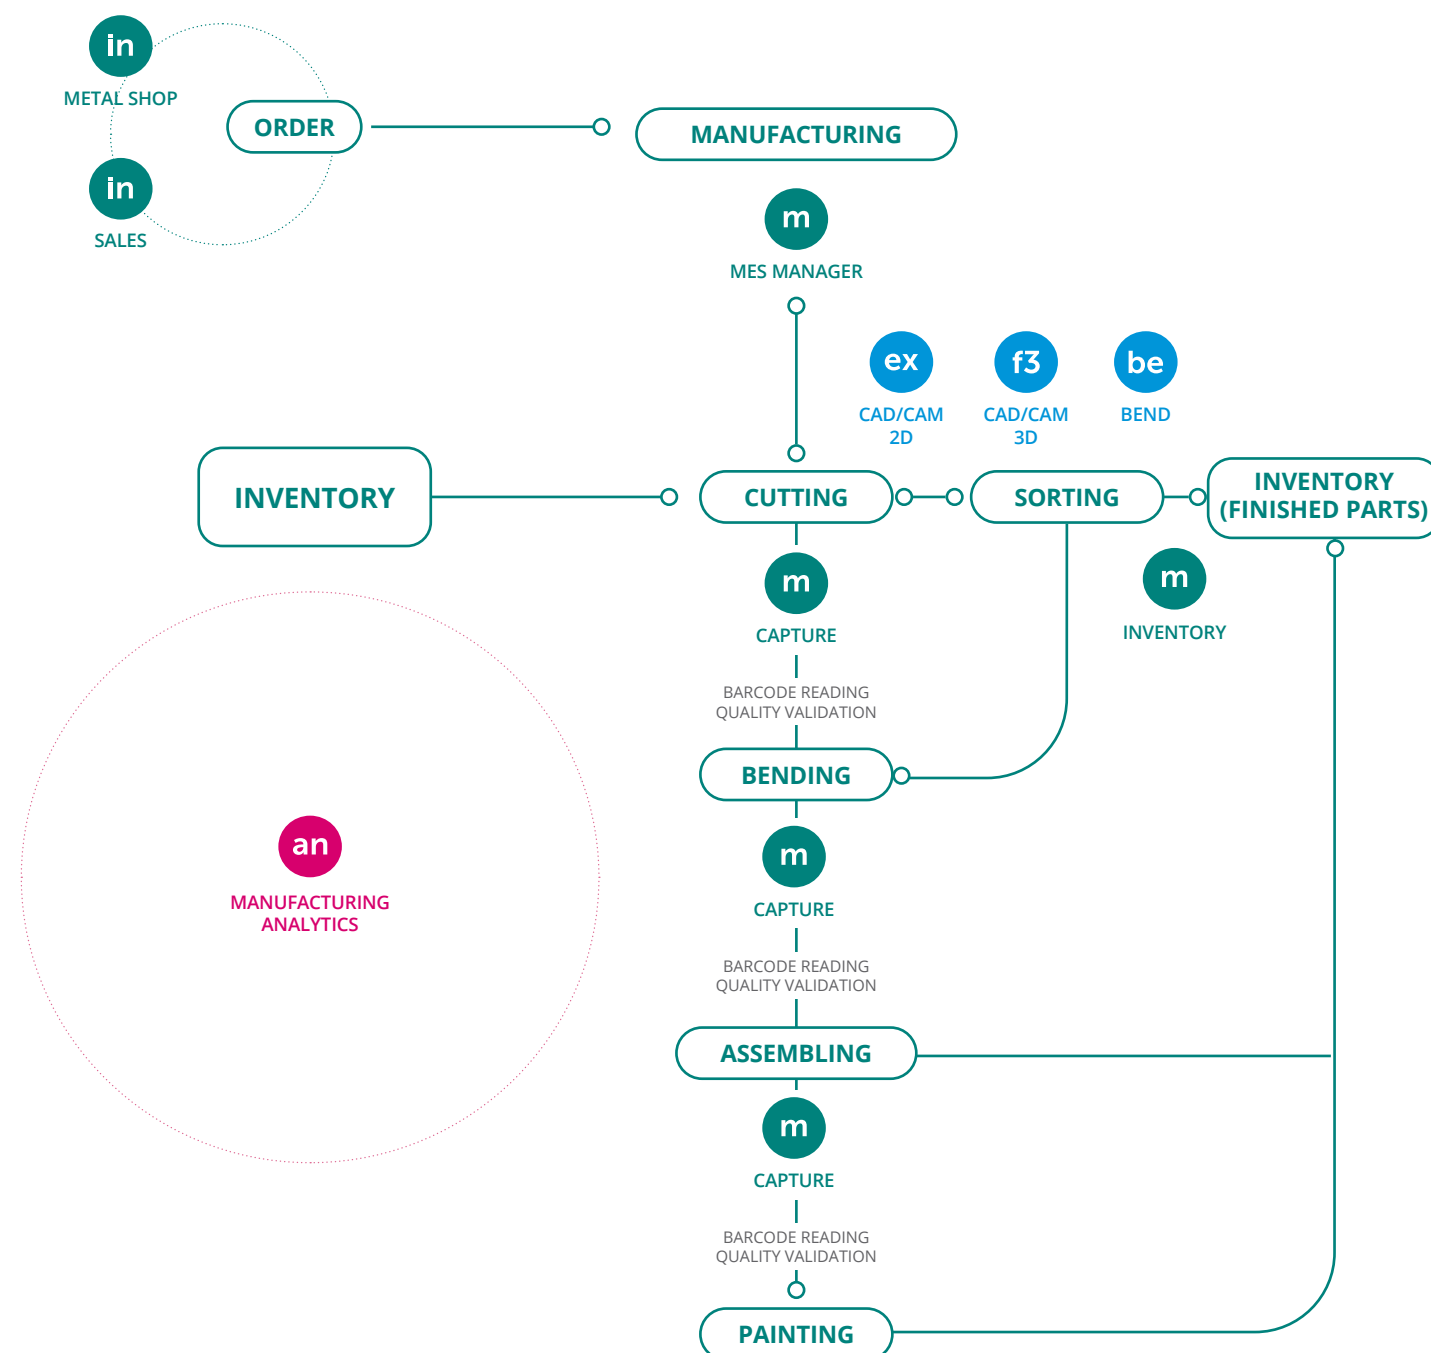 in
METAL SHOP
ORDER
in
SALES
MANUFACTURING
m
MES MANAGER
ex
CAD/CAM
2D
f3
CAD/CAM
3D
be
BEND
INVENTORY
CUTTING
SORTING
INVENTORY
(FINISHED PARTS)
m
CAPTURE
m
INVENTORY
BARCODE READING
QUALITY VALIDATION
BENDING
an
MANUFACTURING
ANALYTICS
m
CAPTURE
BARCODE READING
QUALITY VALIDATION
ASSEMBLING
m
CAPTURE
BARCODE READING
QUALITY VALIDATION
PAINTING